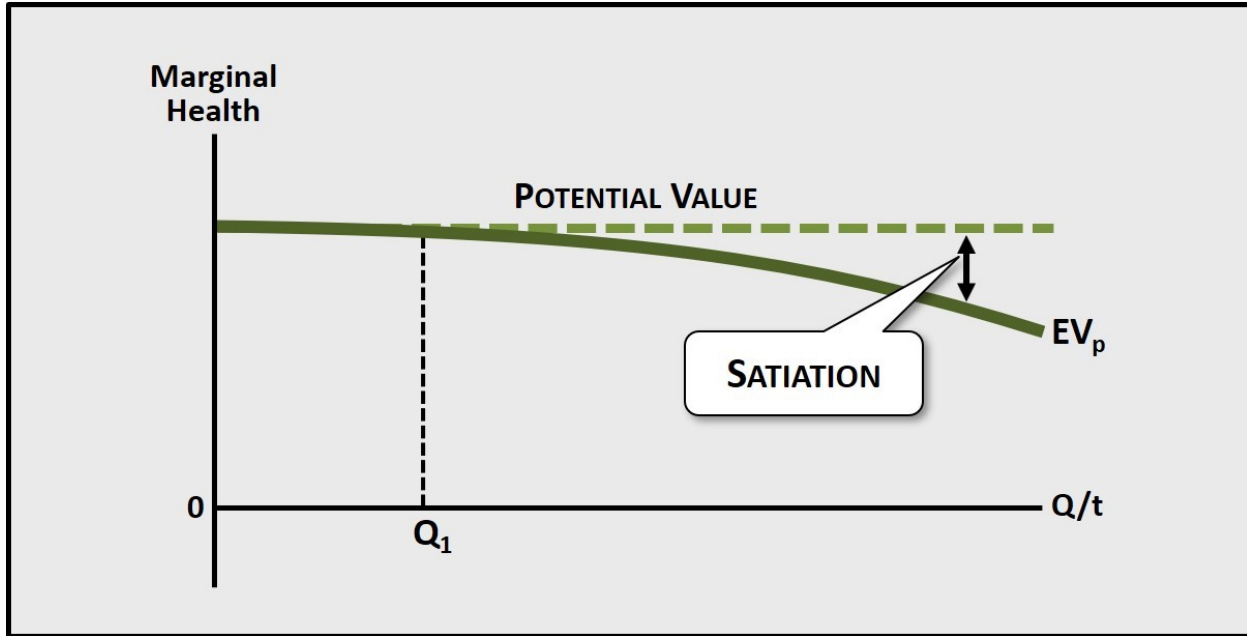 Marginal
Health
POTENTIAL VALUE
EVₚ
SATIATION
0
Q/t
Q₁